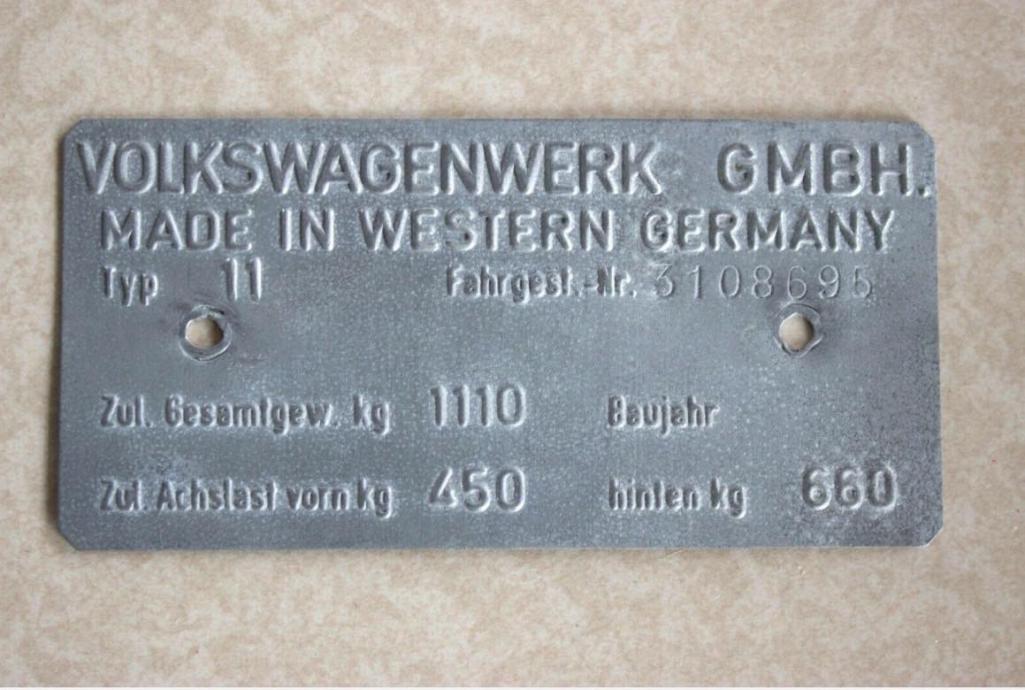 VOLKSWAGENWERK GMBH.
MADE IN WESTERN GERMANY
Typ 11 Fahrgest.-Nr. 3108695
Zul. Gesamtgew. kg 1110 Baujahr
Zul. Achslast vorn kg 450 hinten kg 660